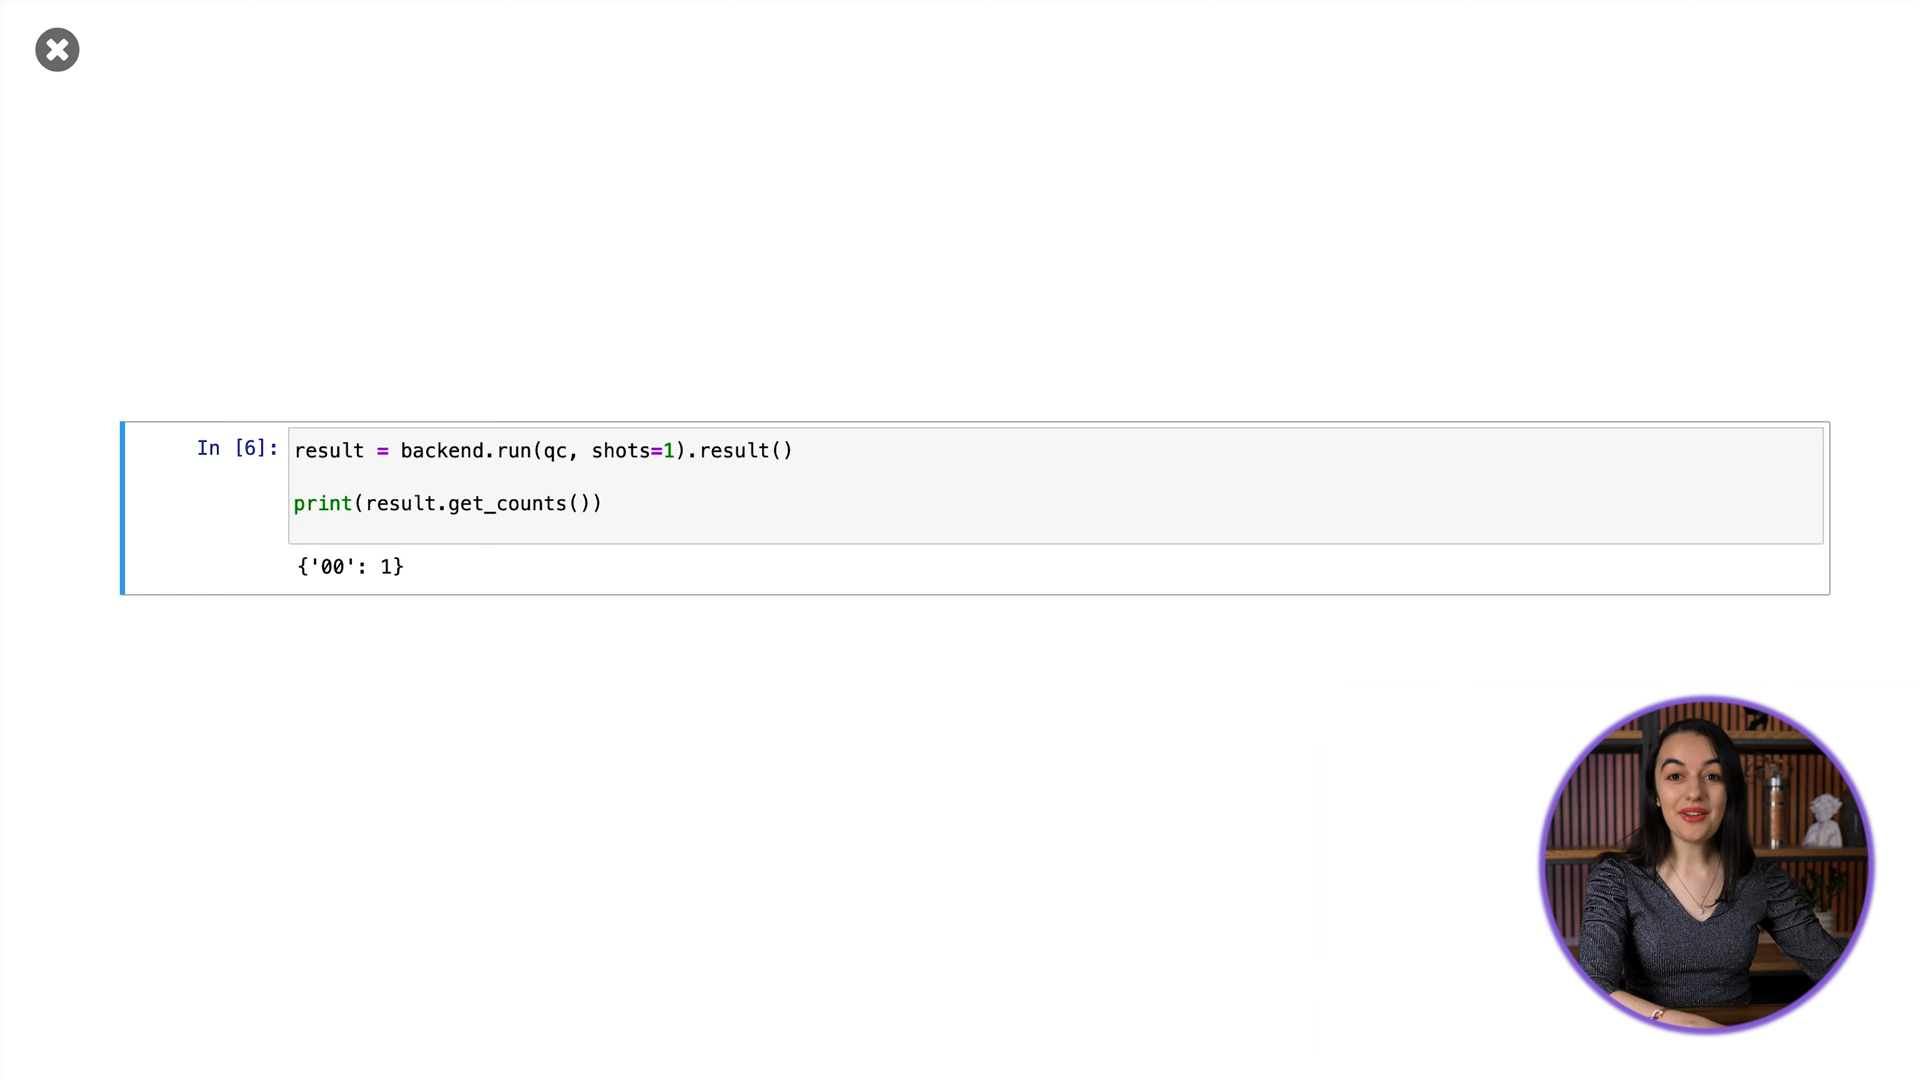 In [6]: result = backend.run(qc, shots=1).result()
print(result.get_counts())
{'00': 1}